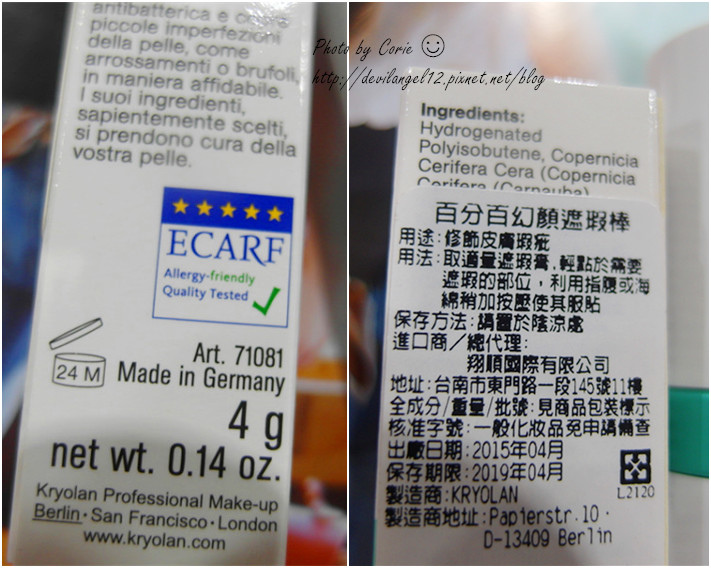 antibatterica e copre
piccole imperfezioni
della pelle, come
arrossamenti o brufoli,
in maniera affidabile.
I suoi ingredienti,
sapientemente scelti,
si prendono cura della
vostra pelle.
ECARF
Allergy-friendly
Quality Tested
24 M
Art. 71081
Made in Germany
4 g
net wt. 0.14 oz.
Kryolan Professional Make-up
Berlin · San Francisco · London
www.kryolan.com
Photo by Corie
http://devilangel12.pixnet.net/blog
Ingredients:
Hydrogenated
Polyisobutene, Copernicia
Cerifera Cera (Copernicia
Cerifera (Carnauba)
百分百幻顏遮瑕棒
用途:修飾皮膚瑕疵
用法:取適量遮瑕膏,輕點於需要
遮瑕的部位,利用指腹或海
綿稍加按壓使其服貼
保存方法:請置於陰涼處
進口商/總代理:
翔順國際有限公司
地址:台南市東門路一段145號11樓
全成分/重量/批號:見商品包裝標示
核准字號:一般化妝品免申請備查
出廠日期:2015年04月
保存期限:2019年04月
製造商:KRYOLAN
L2120
製造商地址:Papierstr.10·
D-13409 Berlin